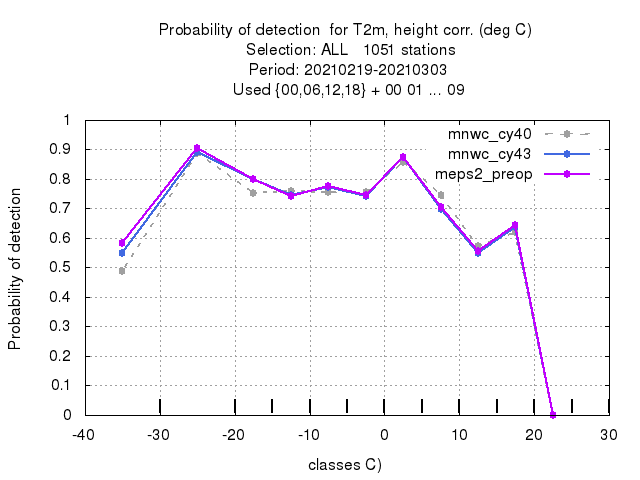 Probability of detection  for T2m, height corr. (deg C)
Selection: ALL   1051 stations
Period: 20210219-20210303
Used {00,06,12,18} + 00 01 ... 09
mnwc_cy40
mnwc_cy43
meps2_preop
Probability of detection
1
0.9
0.8
0.7
0.6
0.5
0.4
0.3
0.2
0.1
0
-40 -30 -20 -10 0 10 20 30
classes C)